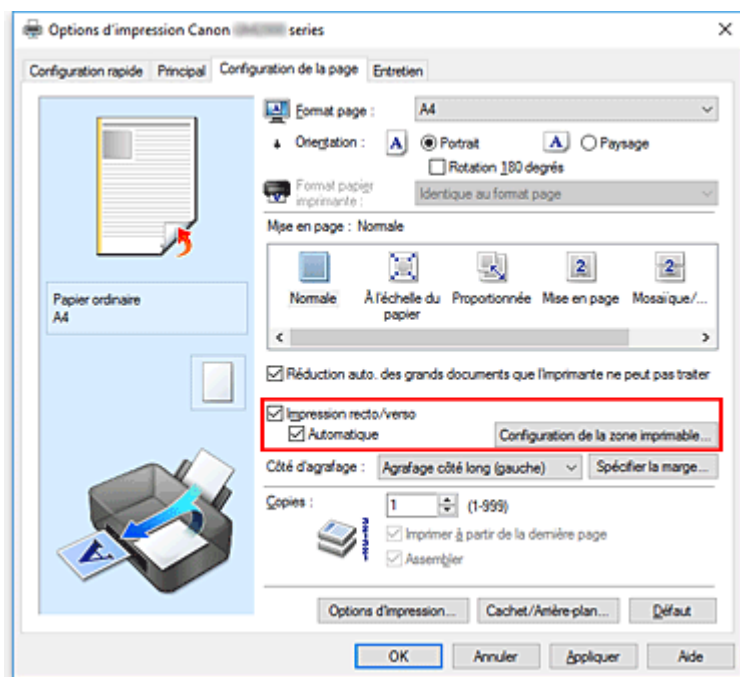 Options d'impression Canon series
Configuration rapide Principal Configuration de la page Entretien
Format page : A4
Orientation : A Portrait A Paysage
Rotation 180 degrés
Format papier imprimante : Identique au format page
Mise en page : Normale
Normale À l'échelle du papier Proportionnée Mise en page Mosaïque/...
Papier ordinaire
A4
Réduction auto. des grands documents que l'imprimante ne peut pas traiter
Impression recto/verso
Automatique Configuration de la zone imprimable...
Côté d'agrafage : Agrafage côté long (gauche) Spécifier la marge...
Copies : 1 (1-999)
Imprimer à partir de la dernière page
Assembler
Options d'impression... Cachet/Arrière-plan... Défaut
OK Annuler Appliquer Aide